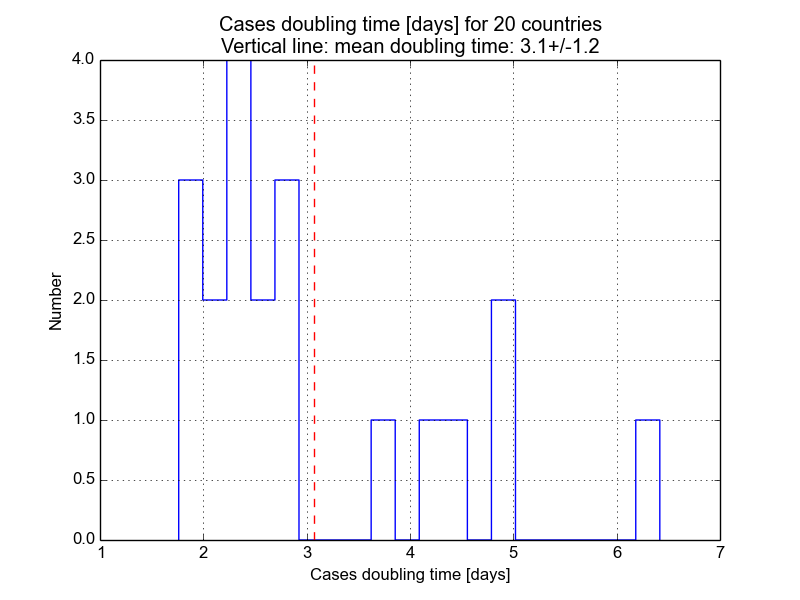 Cases doubling time [days] for 20 countries
Vertical line: mean doubling time: 3.1+/-1.2
4.0
3.5
3.0
2.5
2.0
1.5
1.0
0.5
0.0
Number
1 2 3 4 5 6 7
Cases doubling time [days]